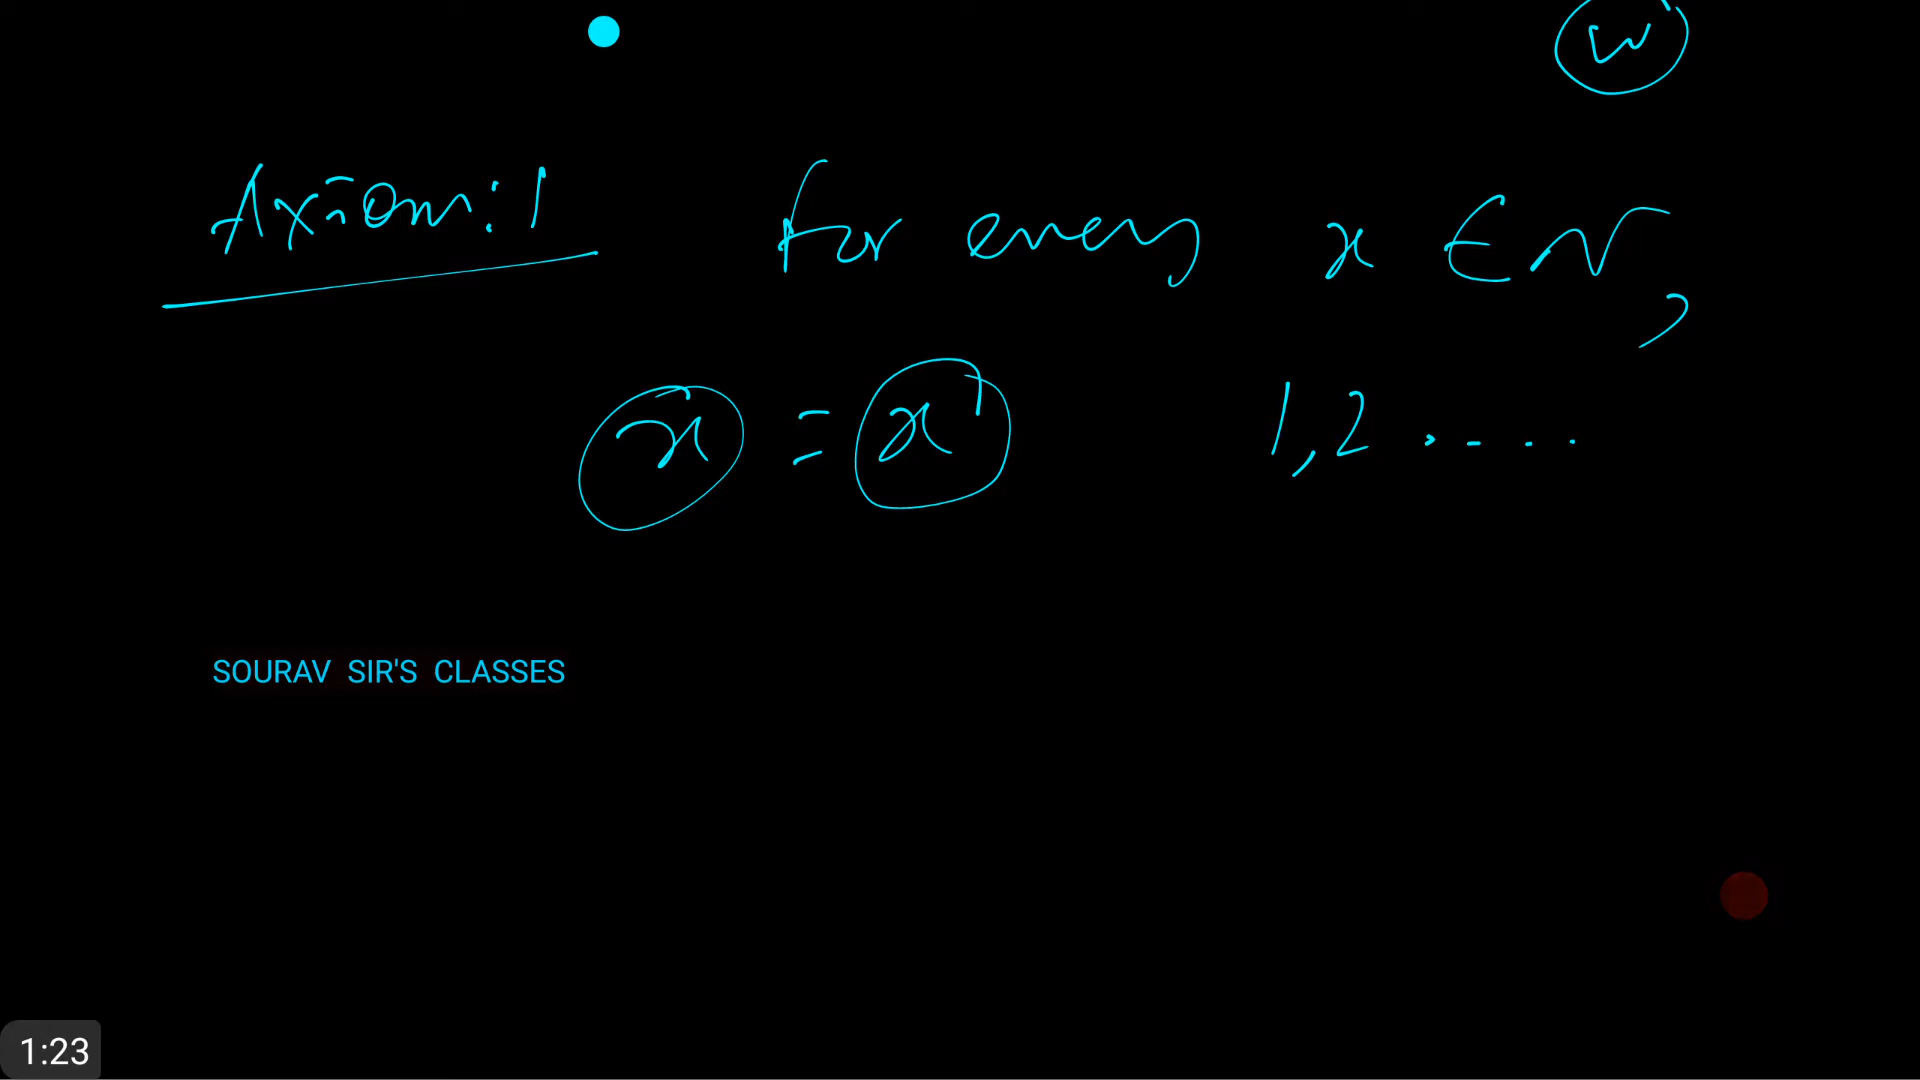 N'
Axiom: 1 for every x ∈ N,
x = x' 1, 2 . . . .
SOURAV SIR'S CLASSES
1:23